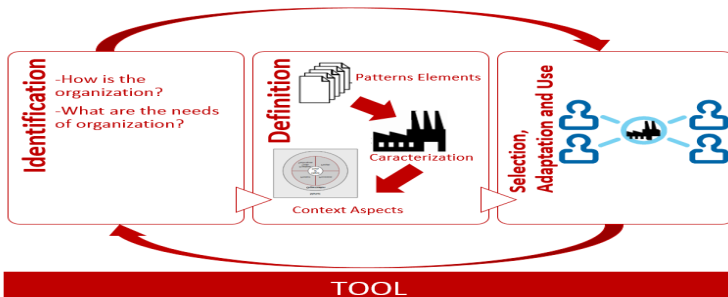 Identification
-How is the
organization?
-What are the needs
of organization?
Definition
Patterns Elements
Caracterization
Context Aspects
Selection,
Adaptation and Use
TOOL